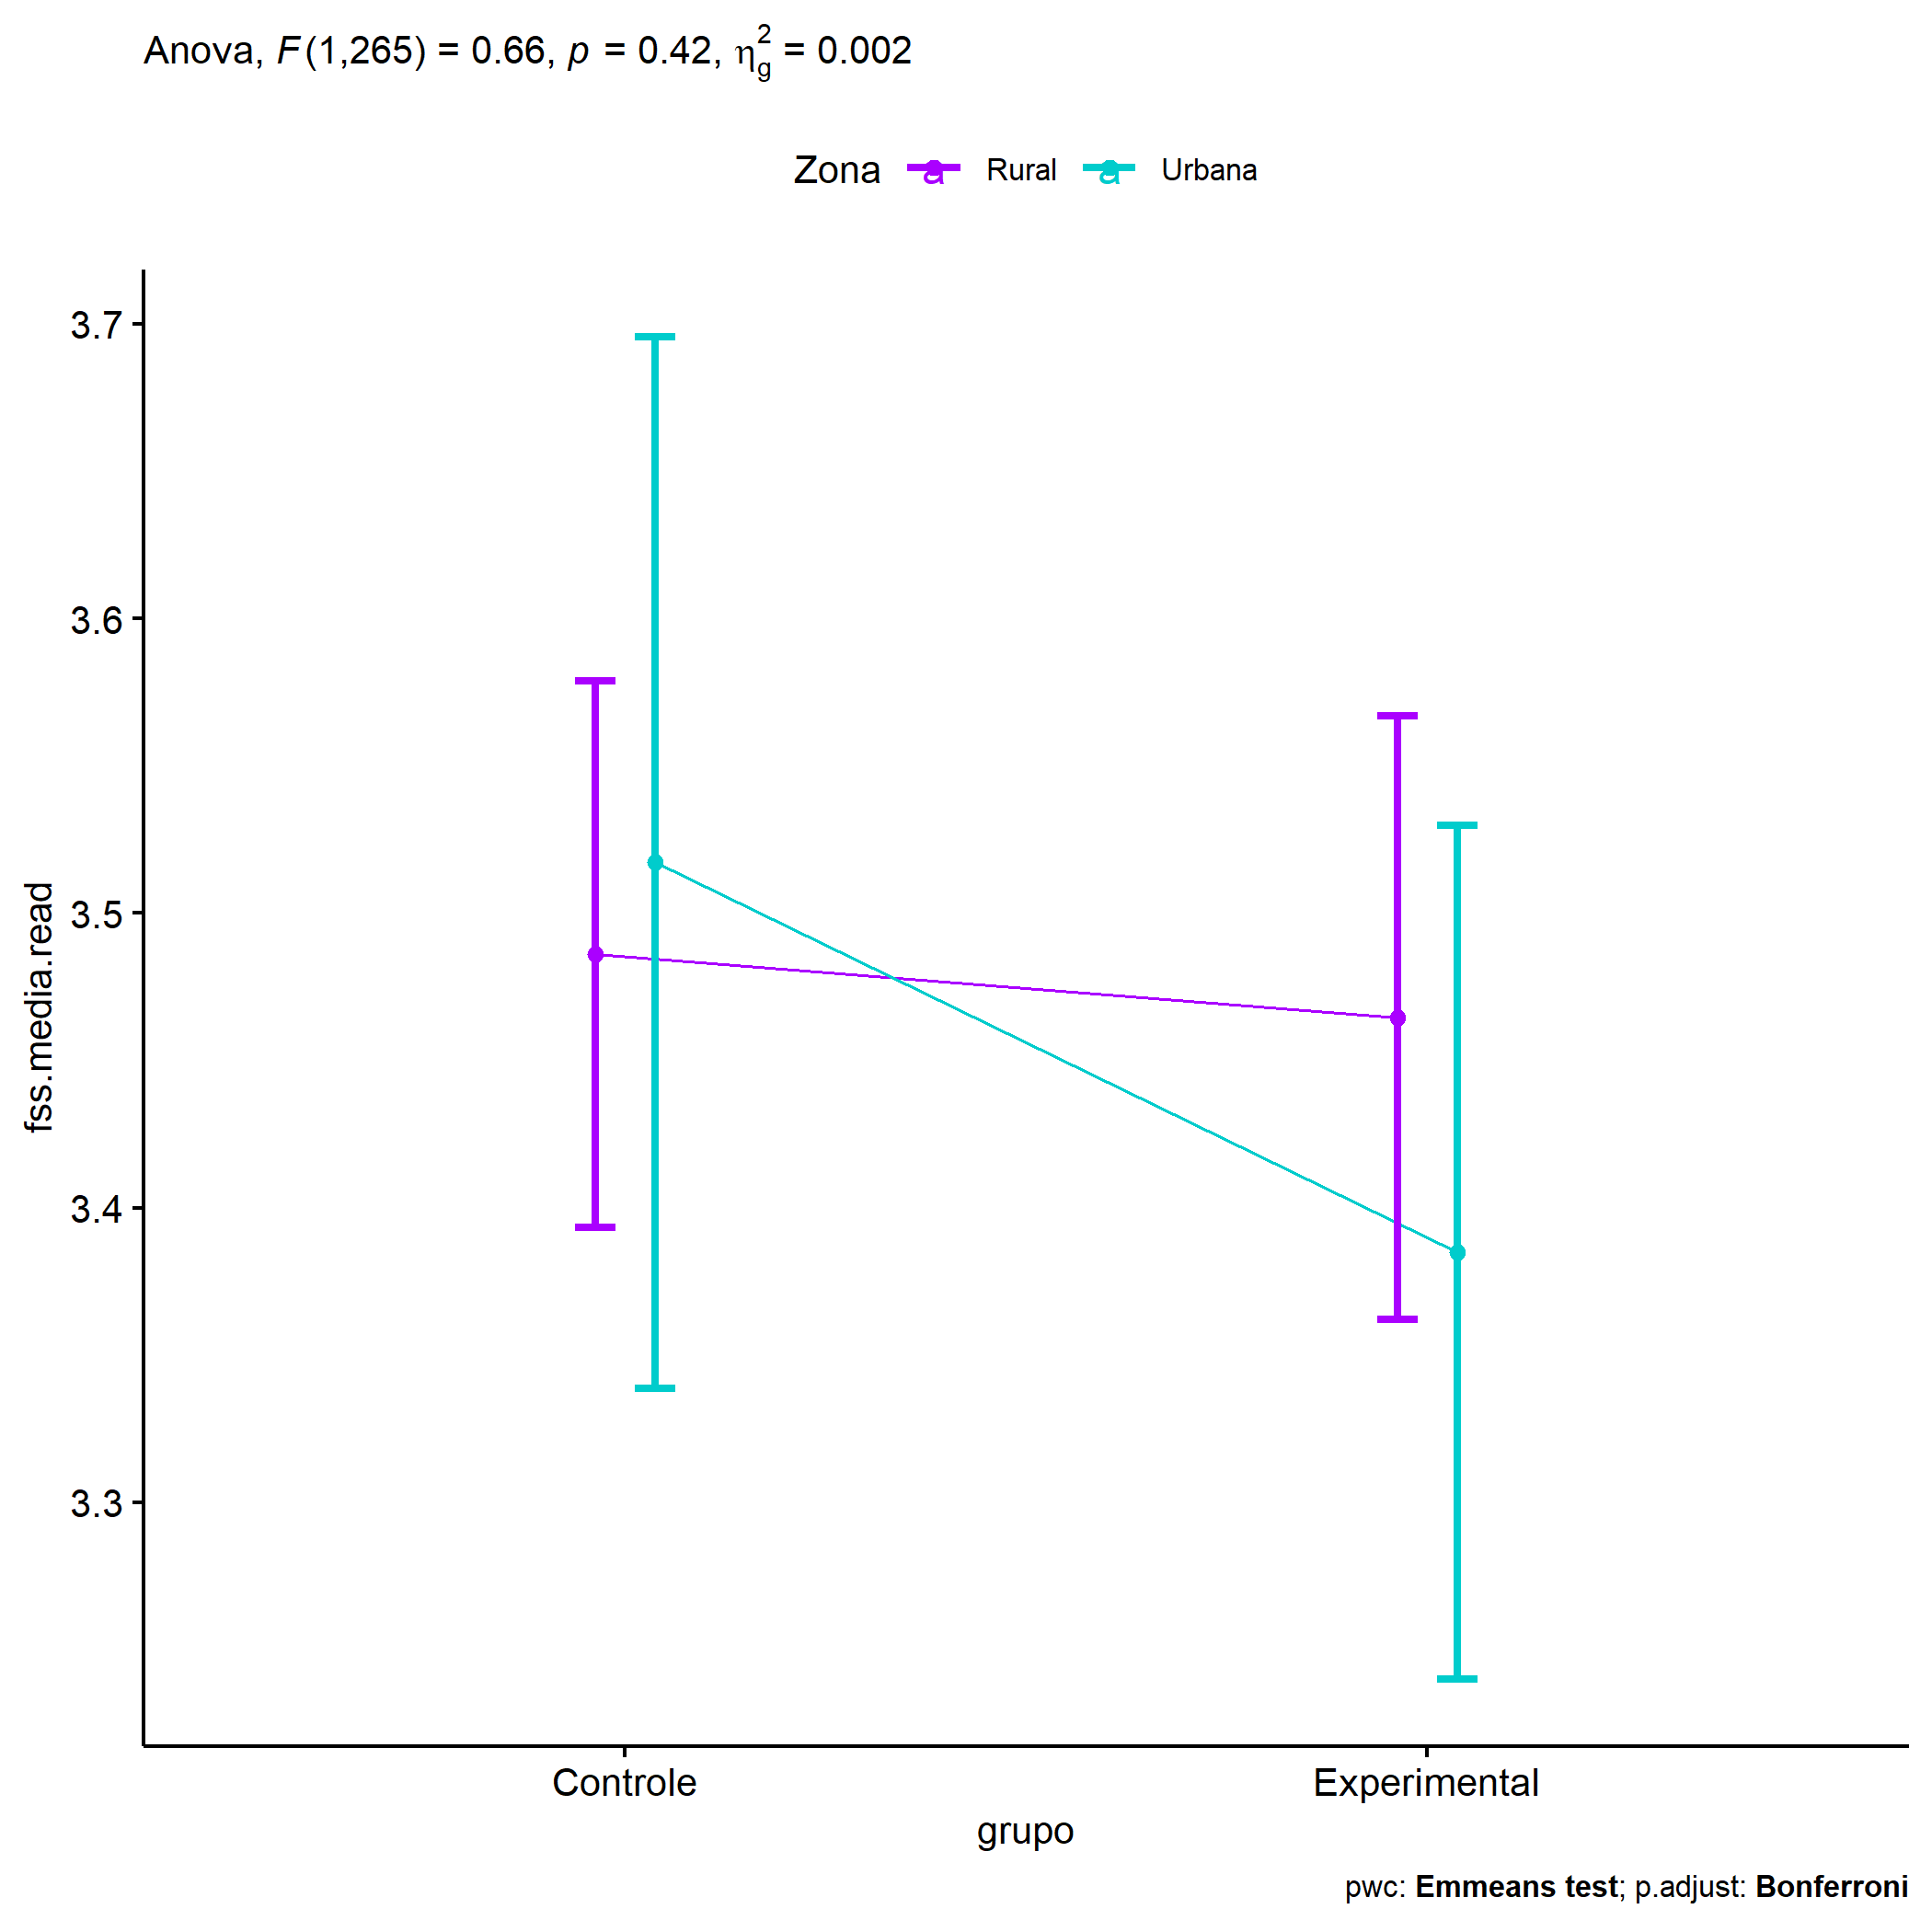 Anova, F(1,265) = 0.66, p = 0.42, η²g = 0.002
Zona a Rural a Urbana
3.7
3.6
3.5
3.4
3.3
fss.media.read
Controle Experimental
grupo
pwc: Emmeans test; p.adjust: Bonferroni